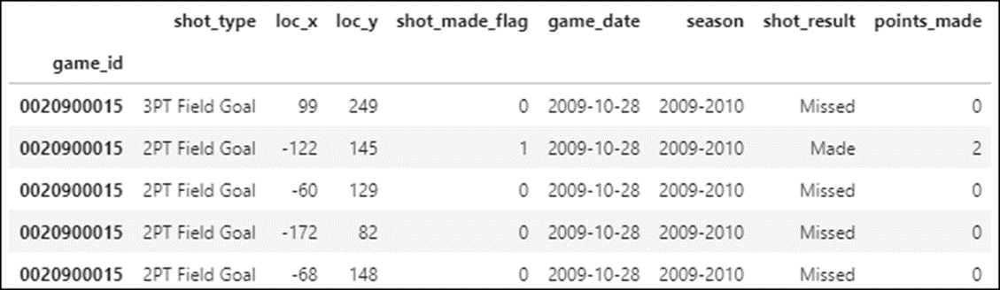 shot_type loc_x loc_y shot_made_flag game_date season shot_result points_made
game_id
0020900015 3PT Field Goal 99 249 0 2009-10-28 2009-2010 Missed 0
0020900015 2PT Field Goal -122 145 1 2009-10-28 2009-2010 Made 2
0020900015 2PT Field Goal -60 129 0 2009-10-28 2009-2010 Missed 0
0020900015 2PT Field Goal -172 82 0 2009-10-28 2009-2010 Missed 0
0020900015 2PT Field Goal -68 148 0 2009-10-28 2009-2010 Missed 0